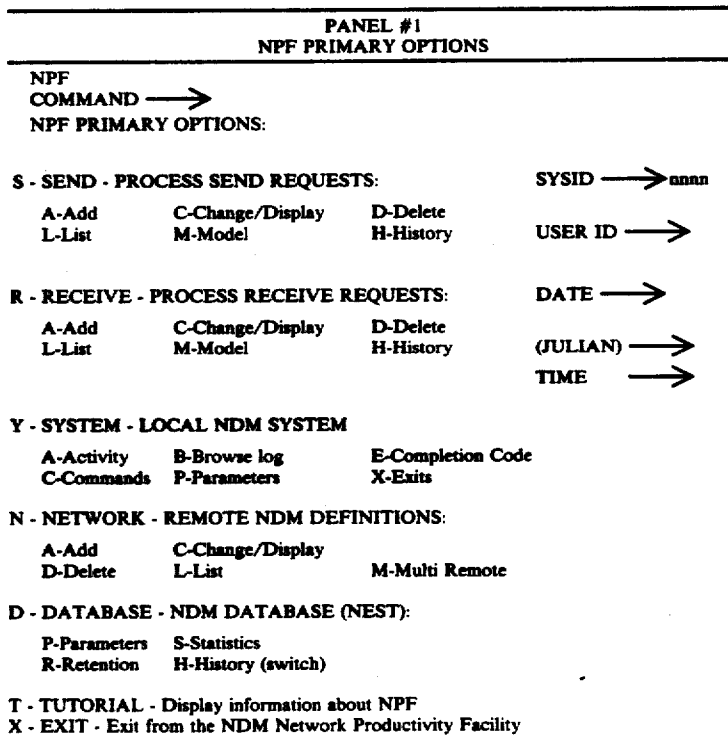 PANEL #1
NPF PRIMARY OPTIONS
NPF
COMMAND
NPF PRIMARY OPTIONS:
S - SEND - PROCESS SEND REQUESTS: SYSID nnnn
A-Add C-Change/Display D-Delete
L-List M-Model H-History USER ID
R - RECEIVE - PROCESS RECEIVE REQUESTS: DATE
A-Add C-Change/Display D-Delete
L-List M-Model H-History (JULIAN)
TIME
Y - SYSTEM - LOCAL NDM SYSTEM
A-Activity B-Browse log E-Completion Code
C-Commands P-Parameters X-Exits
N - NETWORK - REMOTE NDM DEFINITIONS:
A-Add C-Change/Display
D-Delete L-List M-Multi Remote
D - DATABASE - NDM DATABASE (NEST):
P-Parameters S-Statistics
R-Retention H-History (switch)
T - TUTORIAL - Display information about NPF
X - EXIT - Exit from the NDM Network Productivity Facility